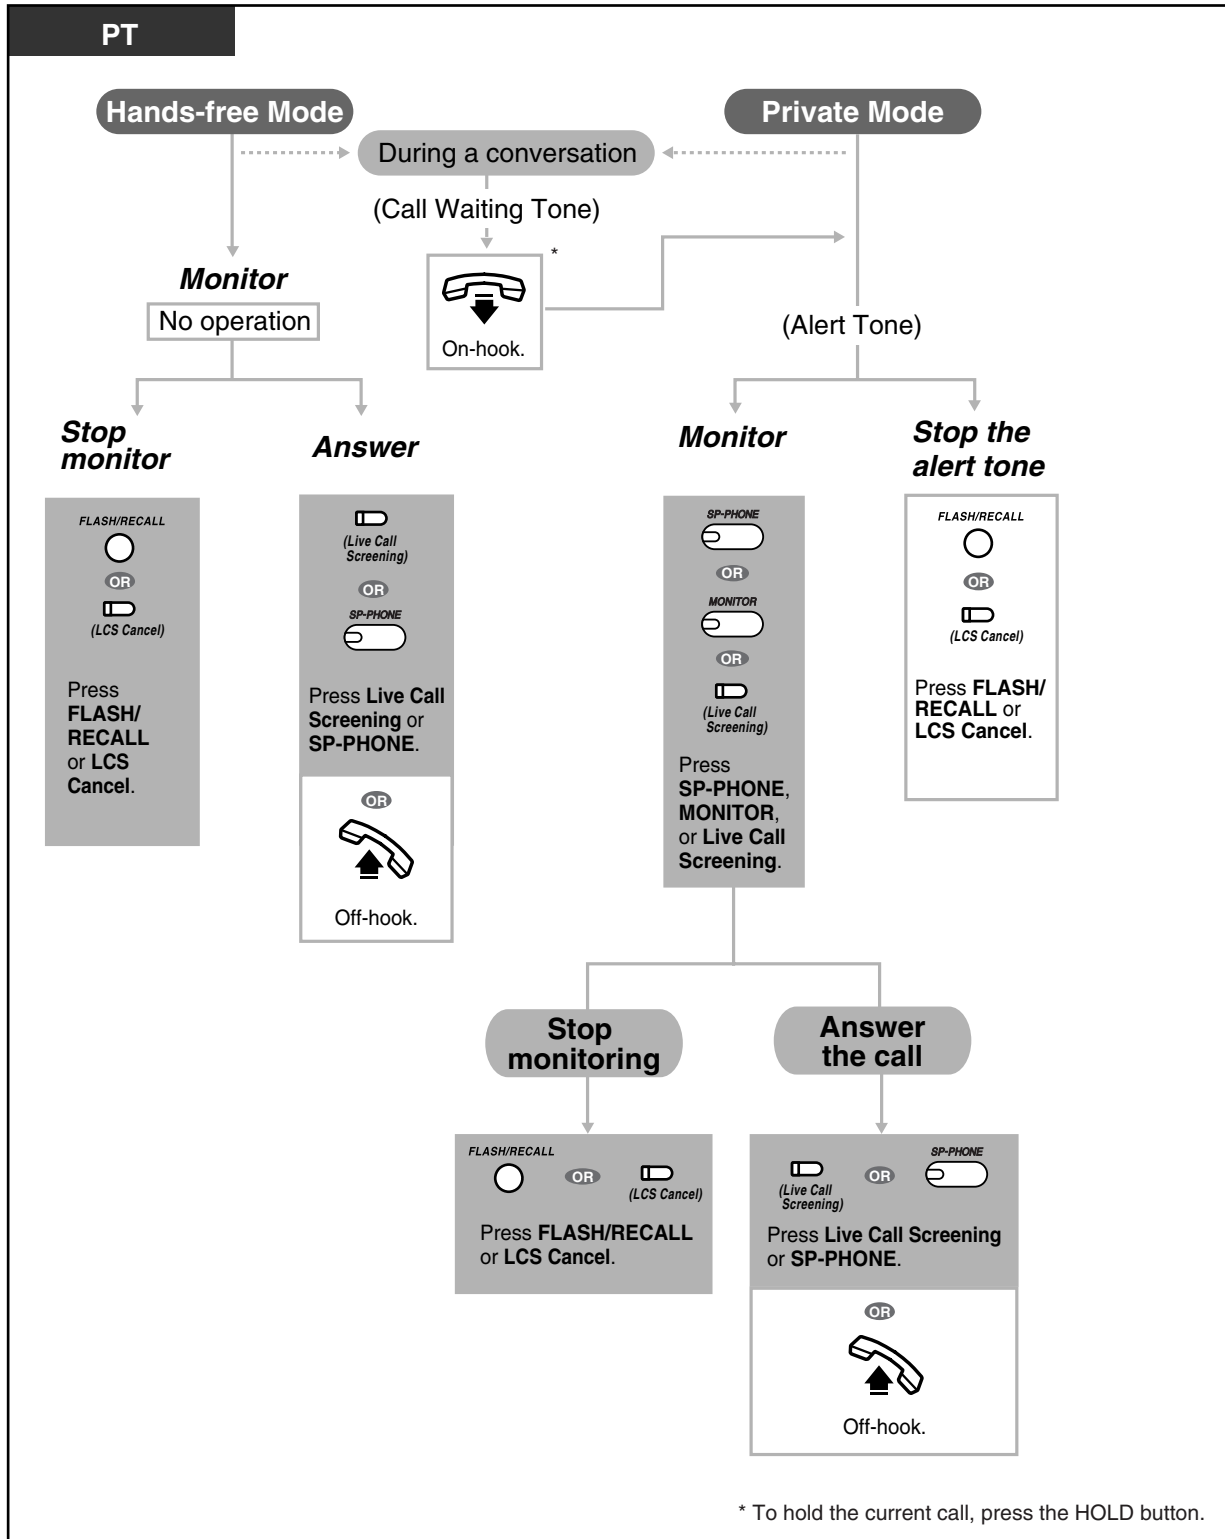 PT
Hands-free Mode
Private Mode
During a conversation
(Call Waiting Tone)
*
On-hook.
Monitor
No operation
(Alert Tone)
Stop
monitor
FLASH/RECALL
OR
(LCS Cancel)
Press
FLASH/
RECALL
or LCS
Cancel.
Answer
(Live Call
Screening)
OR
SP-PHONE
Press Live Call
Screening or
SP-PHONE.
OR
Off-hook.
Monitor
SP-PHONE
OR
MONITOR
OR
(Live Call
Screening)
Press
SP-PHONE,
MONITOR,
or Live Call
Screening.
Stop the
alert tone
FLASH/RECALL
OR
(LCS Cancel)
Press FLASH/
RECALL or
LCS Cancel.
Stop
monitoring
FLASH/RECALL
OR
(LCS Cancel)
Press FLASH/RECALL
or LCS Cancel.
Answer
the call
(Live Call
Screening)
OR
SP-PHONE
Press Live Call Screening
or SP-PHONE.
OR
Off-hook.
* To hold the current call, press the HOLD button.